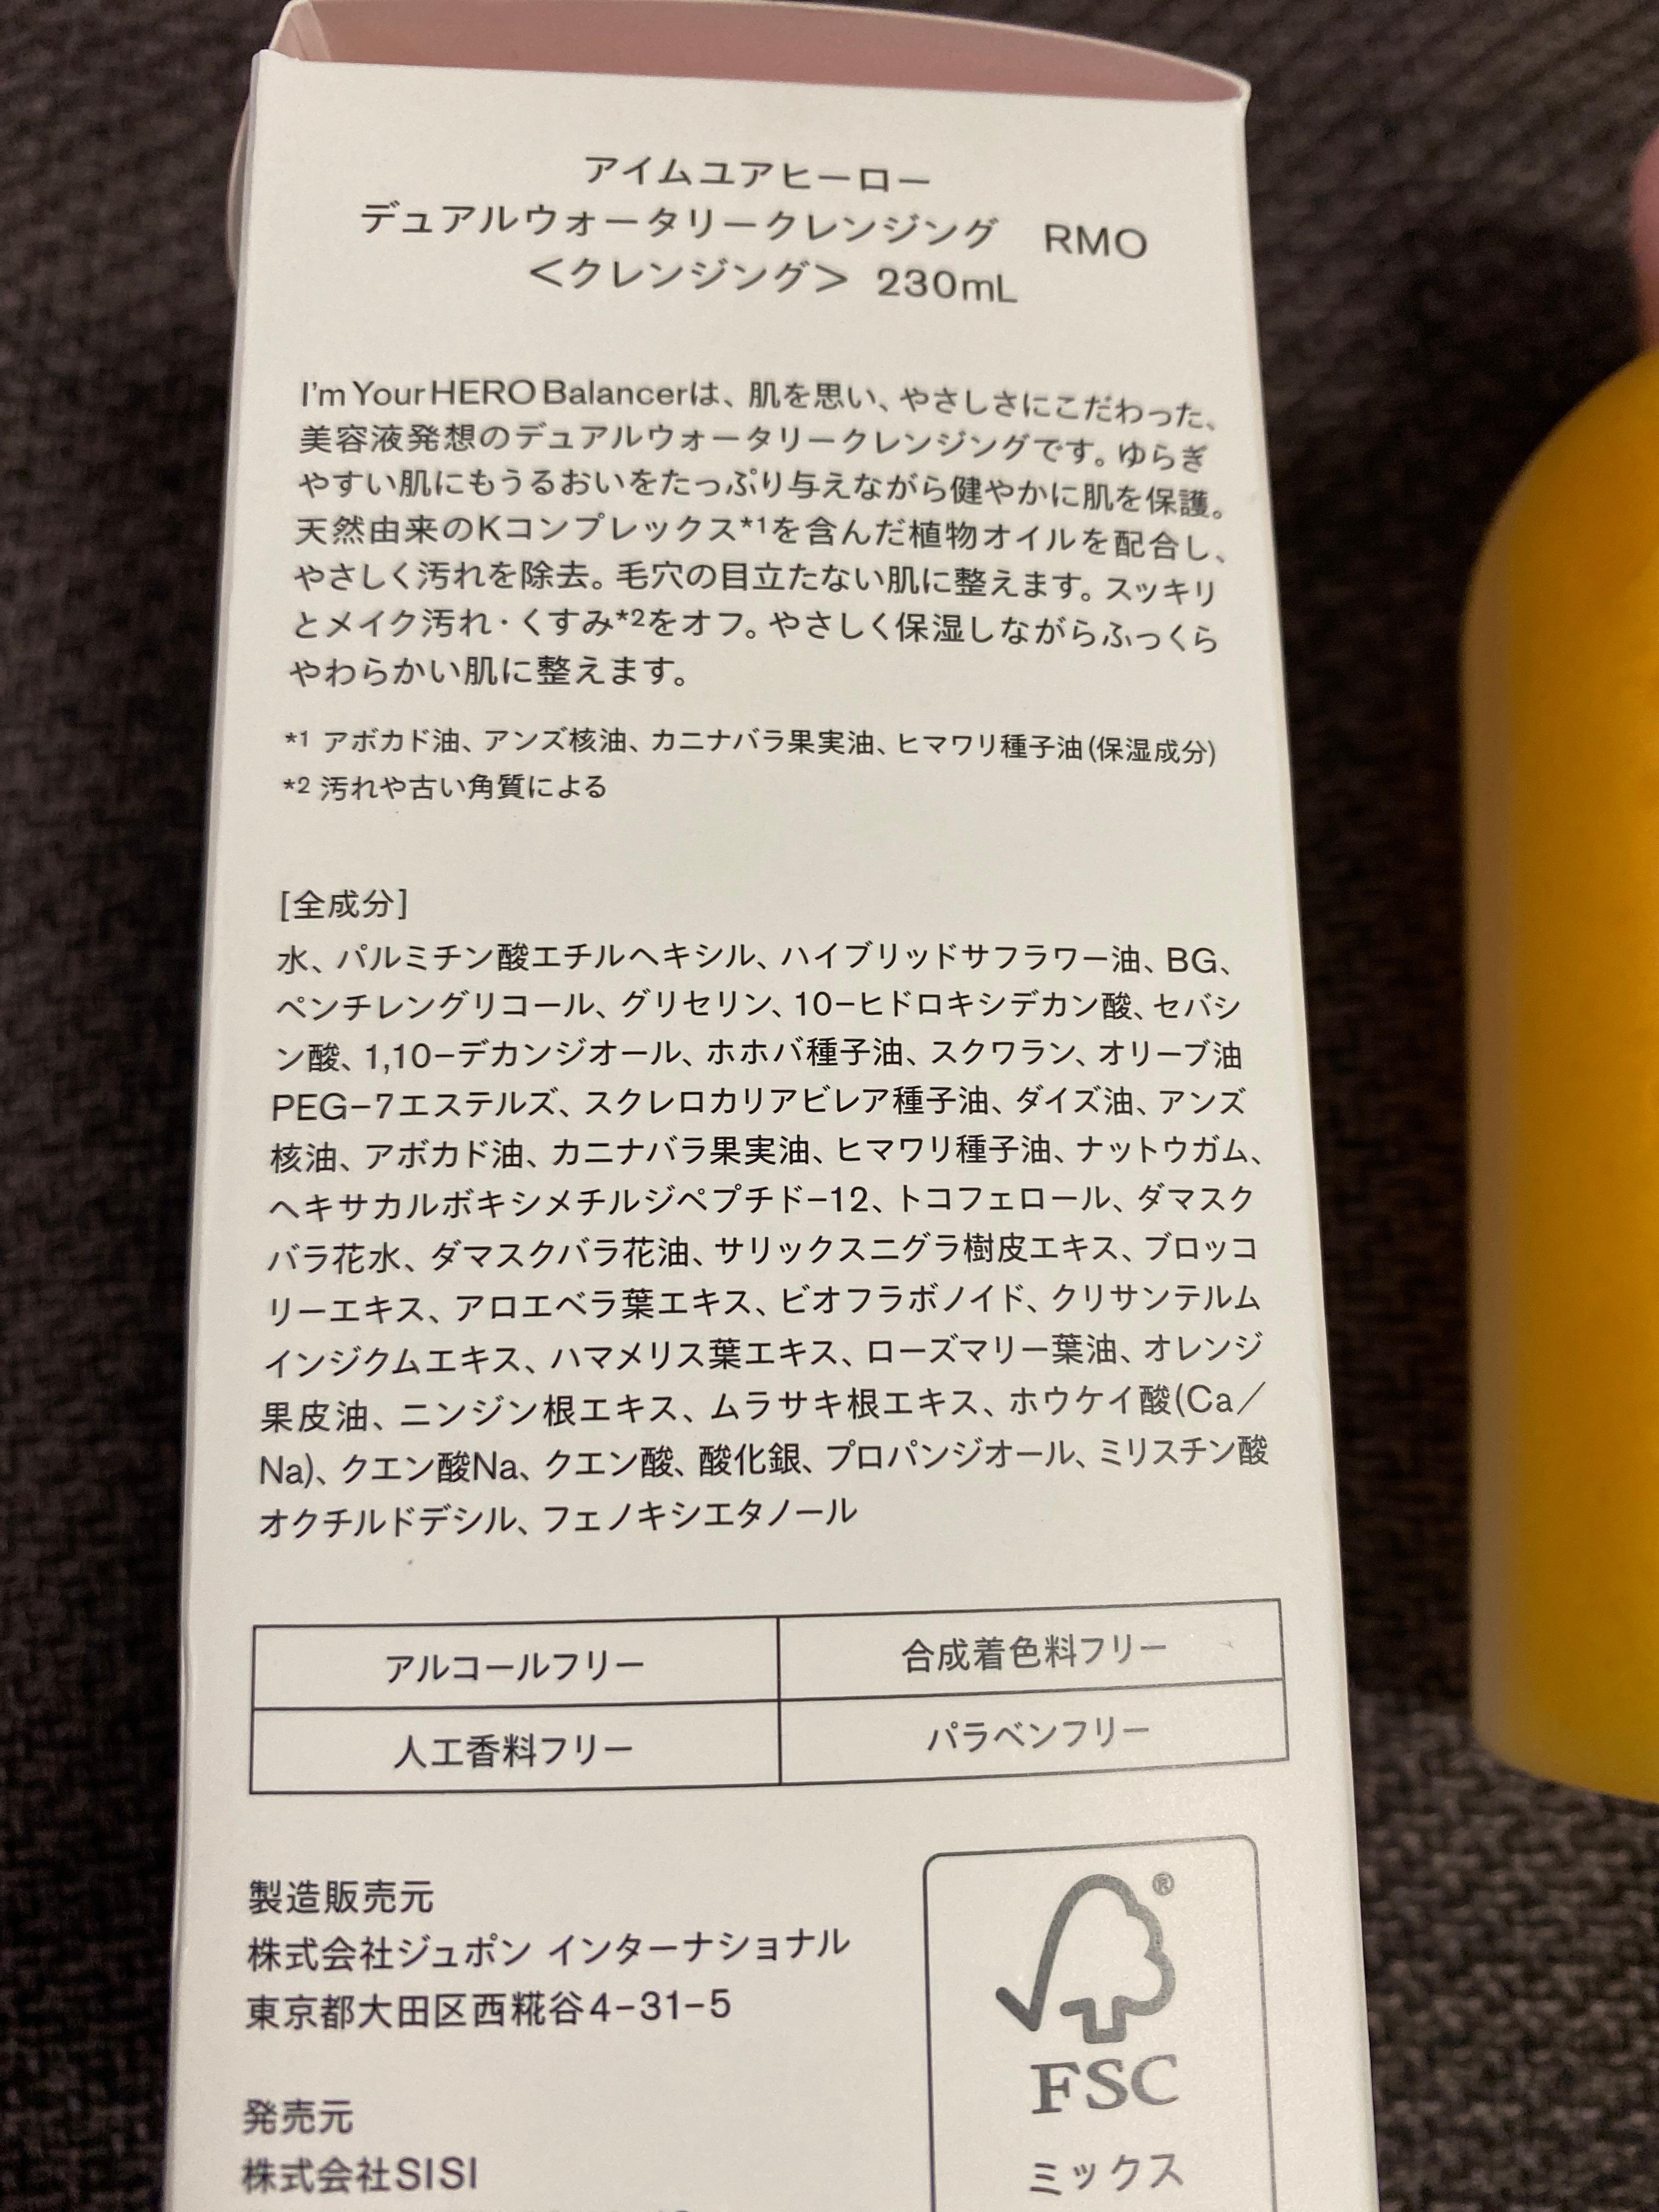 アイムユアヒーロー
デュアルウォータリークレンジング RMO
＜クレンジング＞ 230mL
I'm Your HERO Balancerは、肌を思い、やさしさにこだわった、
美容液発想のデュアルウォータリークレンジングです。ゆらぎ
やすい肌にもうるおいをたっぷり与えながら健やかに肌を保護。
天然由来のKコンプレックス*1を含んだ植物オイルを配合し、
やさしく汚れを除去。毛穴の目立たない肌に整えます。スッキリ
とメイク汚れ・くすみ*2をオフ。やさしく保湿しながらふっくら
やわらかい肌に整えます。
*1 アボカド油、アンズ核油、カニナバラ果実油、ヒマワリ種子油(保湿成分)
*2 汚れや古い角質による
[全成分]
水、パルミチン酸エチルヘキシル、ハイブリッドサフラワー油、BG、
ペンチレングリコール、グリセリン、10−ヒドロキシデカン酸、セバシ
ン酸、1,10−デカンジオール、ホホバ種子油、スクワラン、オリーブ油
PEG−7エステルズ、スクレロカリアビレア種子油、ダイズ油、アンズ
核油、アボカド油、カニナバラ果実油、ヒマワリ種子油、ナットウガム、
ヘキサカルボキシメチルジペプチド−12、トコフェロール、ダマスク
バラ花水、ダマスクバラ花油、サリックスニグラ樹皮エキス、ブロッコ
リーエキス、アロエベラ葉エキス、ビオフラボノイド、クリサンテルム
インジクムエキス、ハマメリス葉エキス、ローズマリー葉油、オレンジ
果皮油、ニンジン根エキス、ムラサキ根エキス、ホウケイ酸(Ca／
Na)、クエン酸Na、クエン酸、酸化銀、プロパンジオール、ミリスチン酸
オクチルドデシル、フェノキシエタノール
アルコールフリー 合成着色料フリー
人工香料フリー パラベンフリー
製造販売元
株式会社ジュポン インターナショナル
東京都大田区西糀谷4−31−5
発売元
株式会社SISI
®
FSC
ミックス